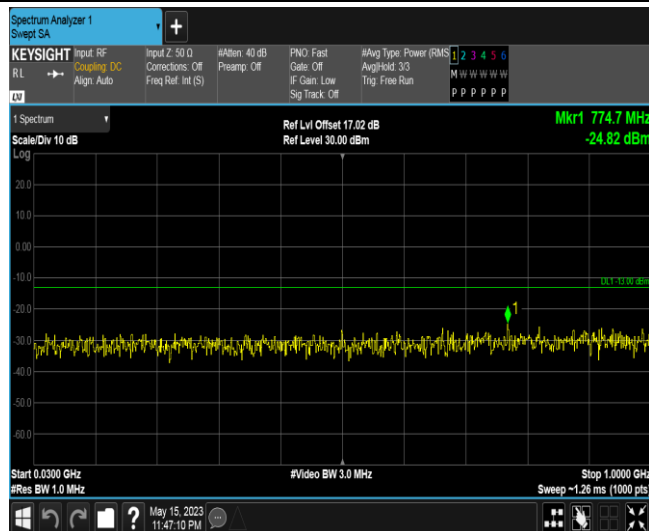 Spectrum Analyzer 1
Swept SA
KEYSIGHT
RL
Input: RF
Coupling: DC
Align: Auto
Input Z: 50 Ω
Corrections: Off
Freq Ref: Int (S)
#Atten: 40 dB
Preamp: Off
PNO: Fast
Gate: Off
IF Gain: Low
Sig Track: Off
#Avg Type: Power (RMS
Avg|Hold: 3/3
Trig: Free Run
1 2 3 4 5 6
M W W W W W
P P P P P P
1 Spectrum
Scale/Div 10 dB
Log
Ref Lvl Offset 17.02 dB
Ref Level 30.00 dBm
Mkr1 774.7 MHz
-24.82 dBm
20.0
10.0
0.00
-10.0
DL1 -13.00 dBm
-20.0
1
-30.0
-40.0
-50.0
-60.0
Start 0.0300 GHz
#Res BW 1.0 MHz
#Video BW 3.0 MHz
Stop 1.0000 GHz
Sweep ~1.26 ms (1000 pts)
?
May 15, 2023
11:47:10 PM